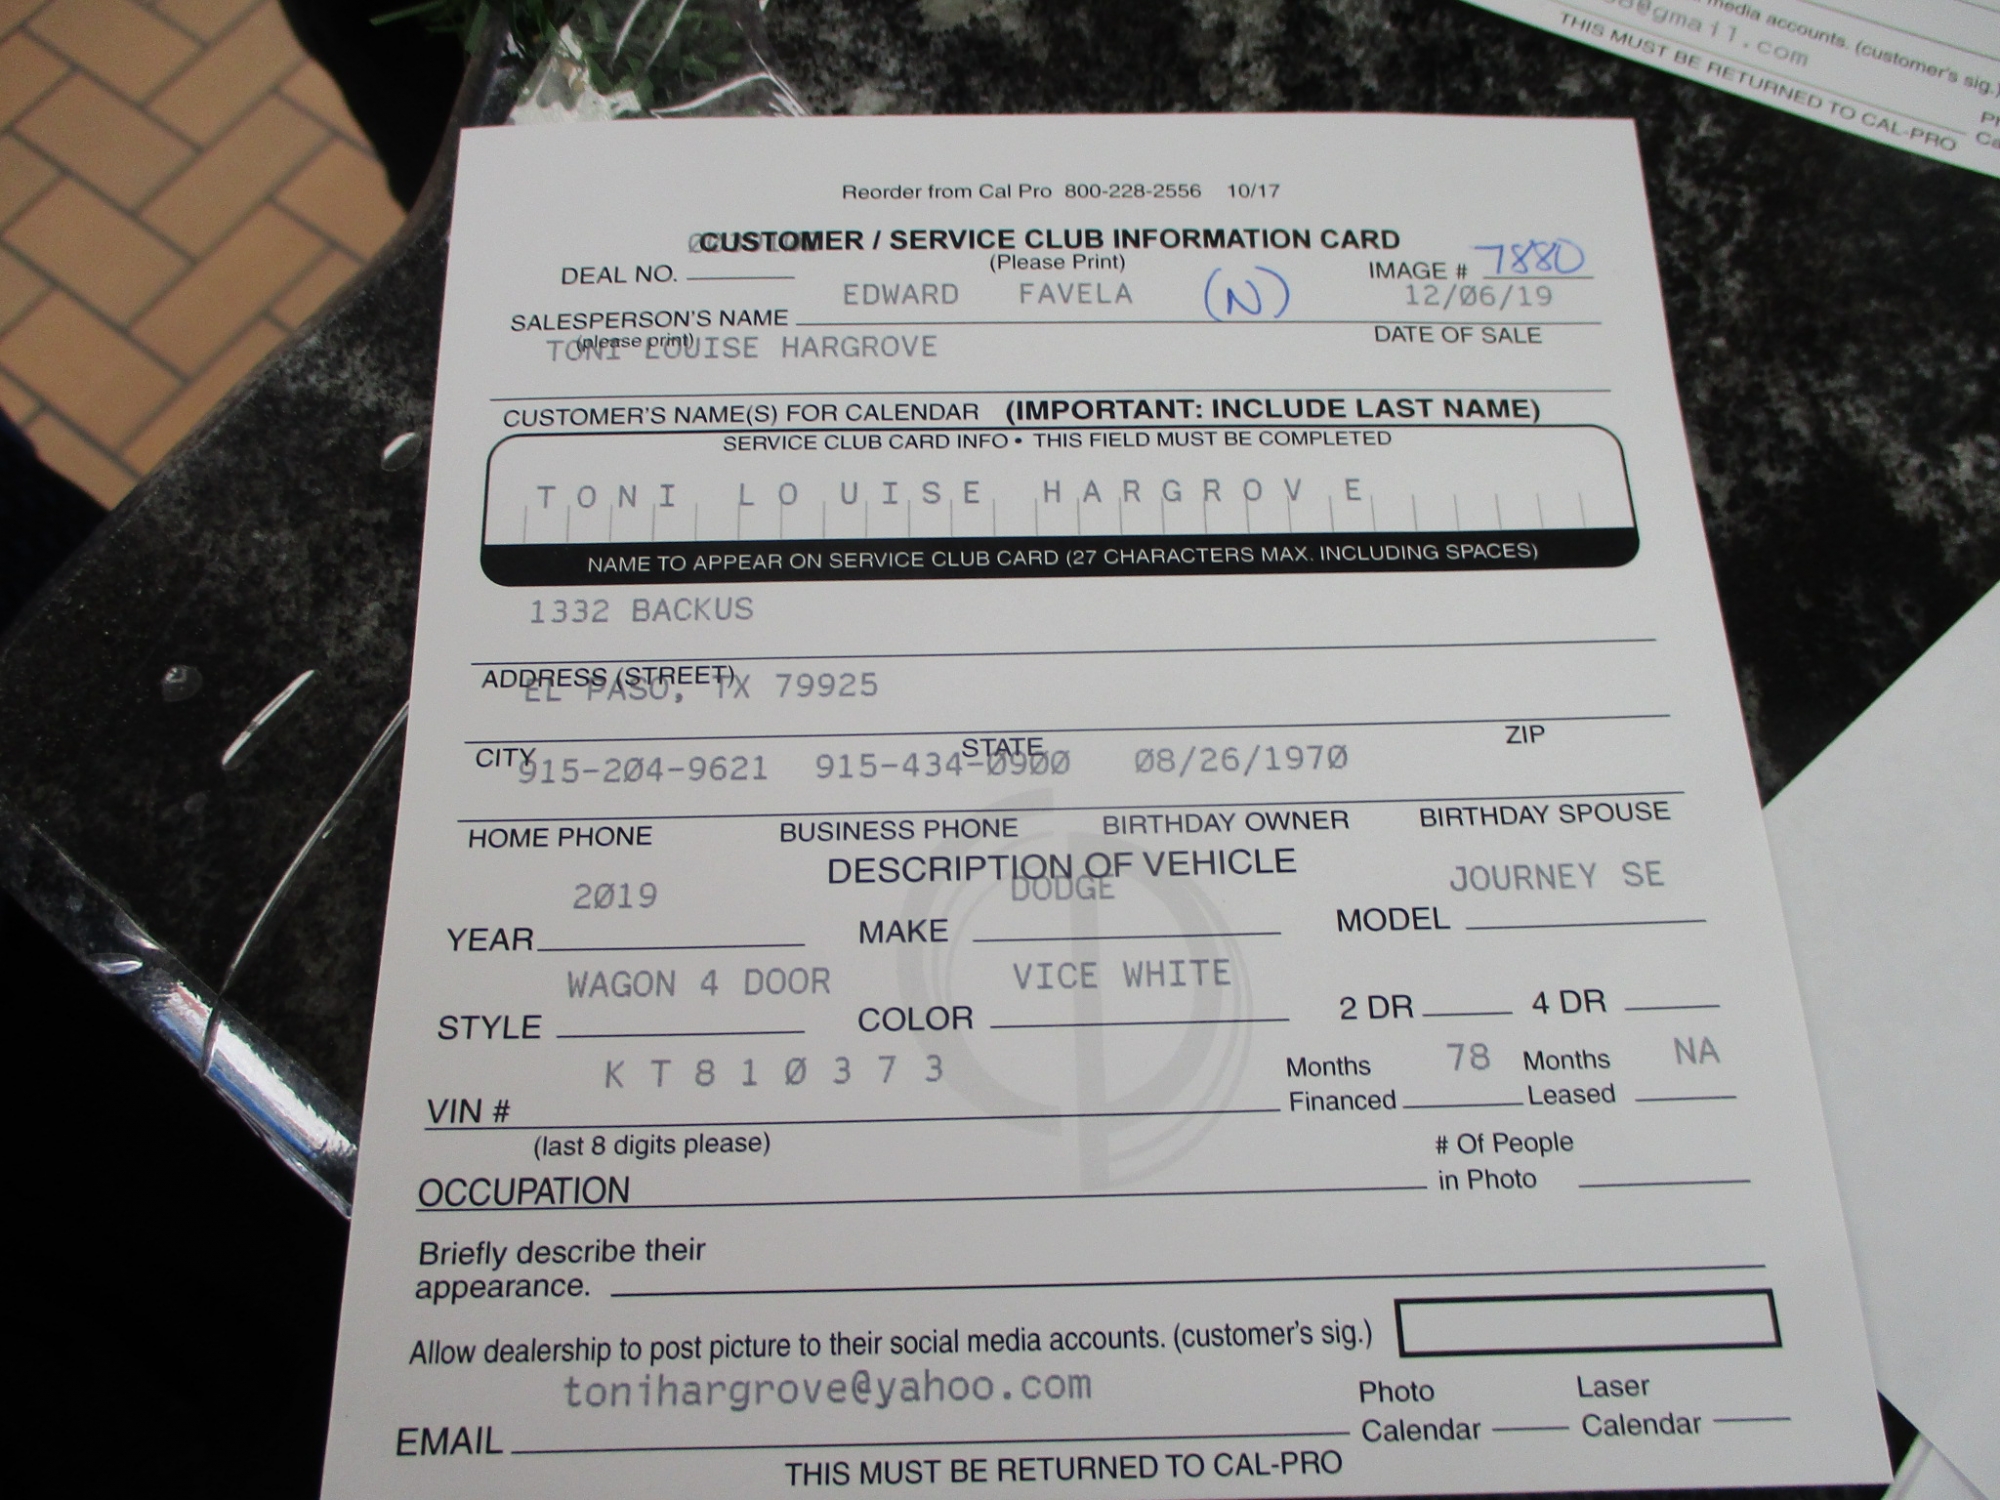 8@gmail.com
media accounts. (customer's sig.)
THIS MUST BE RETURNED TO CAL-PRO
Reorder from Cal Pro 800-228-2556 10/17
CUSTOMER / SERVICE CLUB INFORMATION CARD
(Please Print)
DEAL NO. IMAGE # 7880
EDWARD FAVELA (N) 12/06/19
SALESPERSON'S NAME
(please print) DATE OF SALE
TONI LOUISE HARGROVE
CUSTOMER'S NAME(S) FOR CALENDAR (IMPORTANT: INCLUDE LAST NAME)
SERVICE CLUB CARD INFO • THIS FIELD MUST BE COMPLETED
TONI LOUISE HARGROVE
NAME TO APPEAR ON SERVICE CLUB CARD (27 CHARACTERS MAX. INCLUDING SPACES)
1332 BACKUS
ADDRESS (STREET)
EL PASO, TX 79925
CITY STATE ZIP
915-204-9621 915-434-0900 08/26/1970
HOME PHONE BUSINESS PHONE BIRTHDAY OWNER BIRTHDAY SPOUSE
DESCRIPTION OF VEHICLE
2019 DODGE JOURNEY SE
YEAR MAKE MODEL
WAGON 4 DOOR VICE WHITE
STYLE COLOR 2 DR 4 DR
KT810373 Months 78 Months NA
VIN # Financed Leased
(last 8 digits please) # Of People
OCCUPATION in Photo
Briefly describe their
appearance.
Allow dealership to post picture to their social media accounts. (customer's sig.)
tonihargrove@yahoo.com Photo Laser
EMAIL Calendar Calendar
THIS MUST BE RETURNED TO CAL-PRO